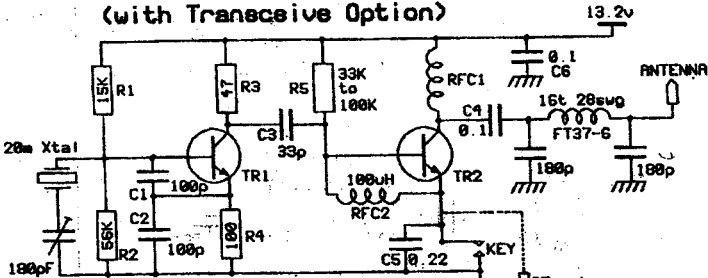 (with Transceive Option)
13.2v
0.1
C6
ANTENNA
15K
R1
47
R3
R5
33K
to
100K
RFC1
C3
33p
C4
0.1
16t 28swg
FT37-6
20m Xtal
TR1
TR2
180p
180p
C1
100p
100uH
RFC2
C2
100p
56K
R2
100
R4
180pF
C5
0.22
KEY